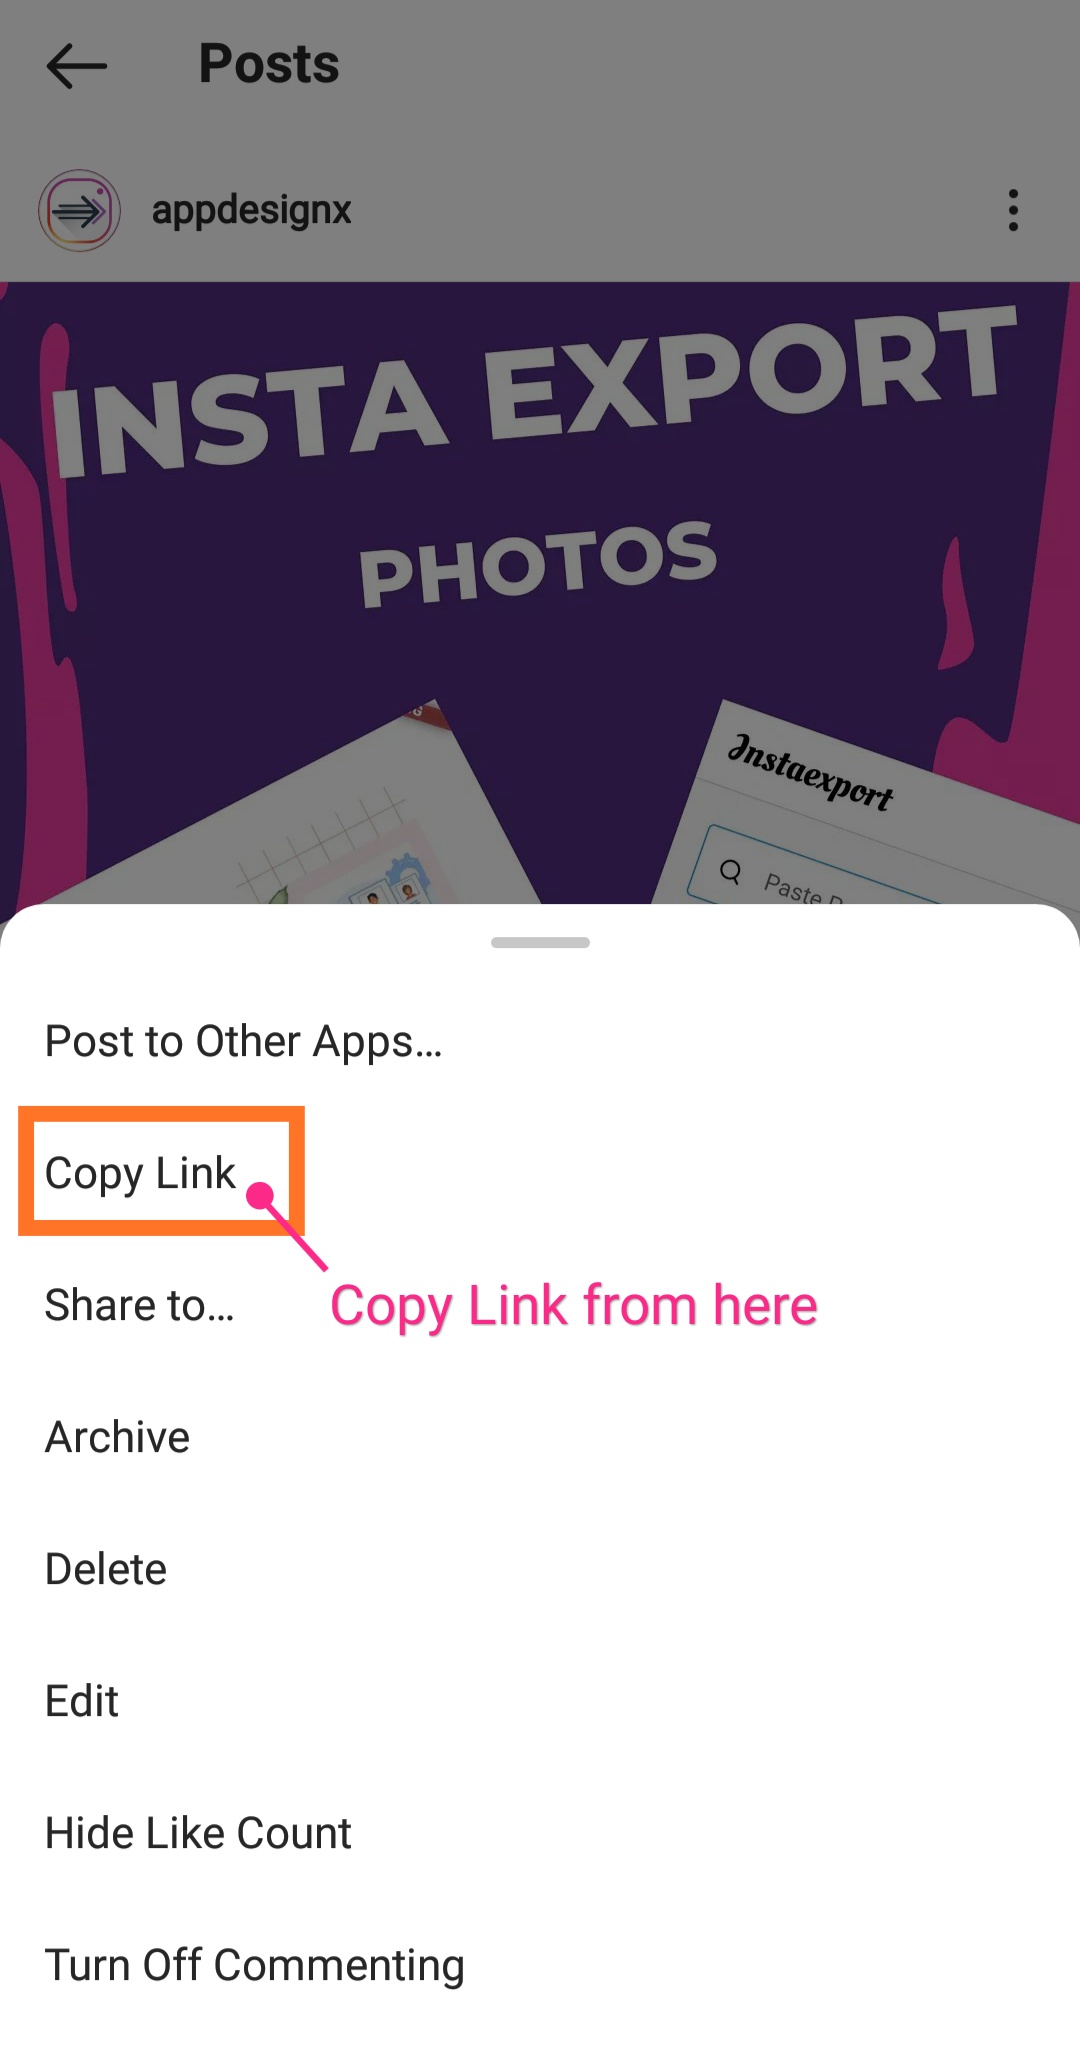 Posts
appdesignx
INSTA EXPORT
PHOTOS
Instaexport
Paste
Post to Other Apps...
Copy Link
Share to...
Copy Link from here
Archive
Delete
Edit
Hide Like Count
Turn Off Commenting